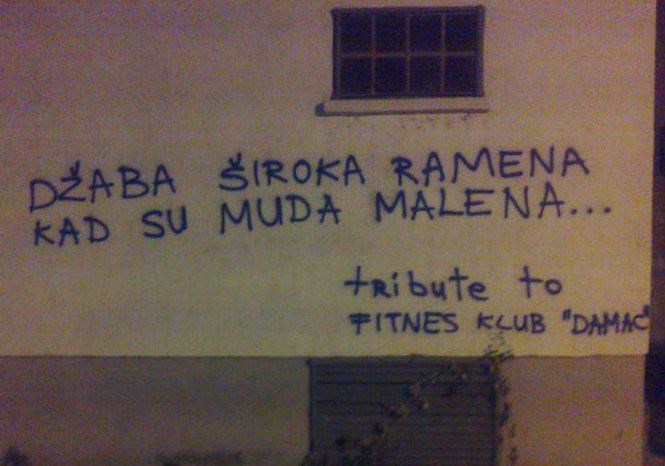 DŽABA ŠIROKA RAMENA
KAD SU MUDA MALENA...
tRibute to
FITNES KLUB "DAMAC"